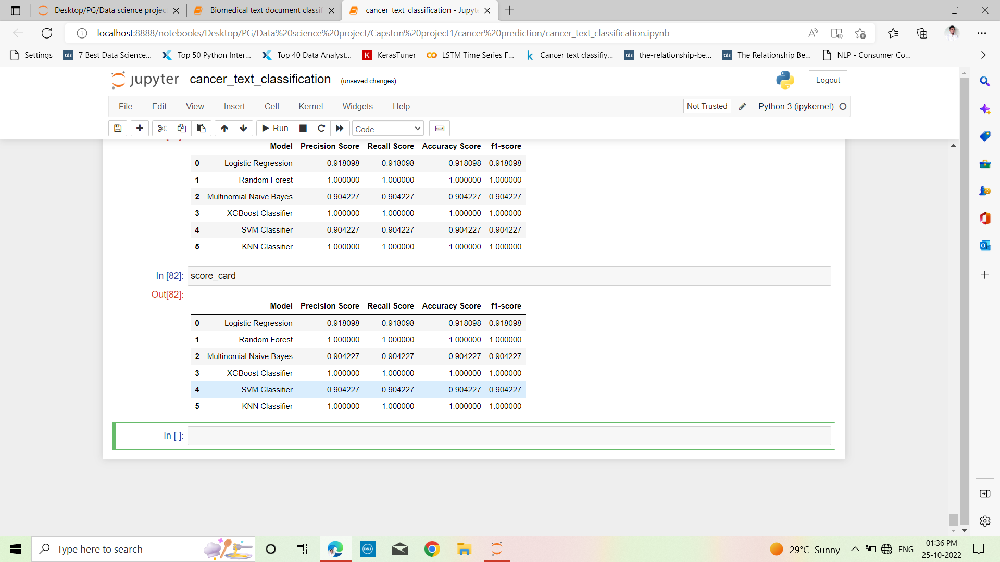 Desktop/PG/Data science projec
Biomedical text document classif
cancer_text_classification - Jupyt
localhost:8888/notebooks/Desktop/PG/Data%20science%20project/Capston%20project1/cancer%20prediction/cancer_text_classification.ipynb
Settings
tds 7 Best Data Science...
Top 50 Python Inter...
Top 40 Data Analyst...
K KerasTuner
LSTM Time Series F...
k Cancer text classifiy...
tds the-relationship-be...
tds The Relationship Be...
NLP - Consumer Co...
jupyter cancer_text_classification (unsaved changes)
Logout
File Edit View Insert Cell Kernel Widgets Help
Not Trusted
Python 3 (ipykernel)
Run
Code
Model Precision Score Recall Score Accuracy Score f1-score
0 Logistic Regression 0.918098 0.918098 0.918098 0.918098
1 Random Forest 1.000000 1.000000 1.000000 1.000000
2 Multinomial Naive Bayes 0.904227 0.904227 0.904227 0.904227
3 XGBoost Classifier 1.000000 1.000000 1.000000 1.000000
4 SVM Classifier 0.904227 0.904227 0.904227 0.904227
5 KNN Classifier 1.000000 1.000000 1.000000 1.000000
In [82]: score_card
Out[82]:
Model Precision Score Recall Score Accuracy Score f1-score
0 Logistic Regression 0.918098 0.918098 0.918098 0.918098
1 Random Forest 1.000000 1.000000 1.000000 1.000000
2 Multinomial Naive Bayes 0.904227 0.904227 0.904227 0.904227
3 XGBoost Classifier 1.000000 1.000000 1.000000 1.000000
4 SVM Classifier 0.904227 0.904227 0.904227 0.904227
5 KNN Classifier 1.000000 1.000000 1.000000 1.000000
In [ ]:
Type here to search
DELL
29°C Sunny
ENG
01:36 PM
25-10-2022